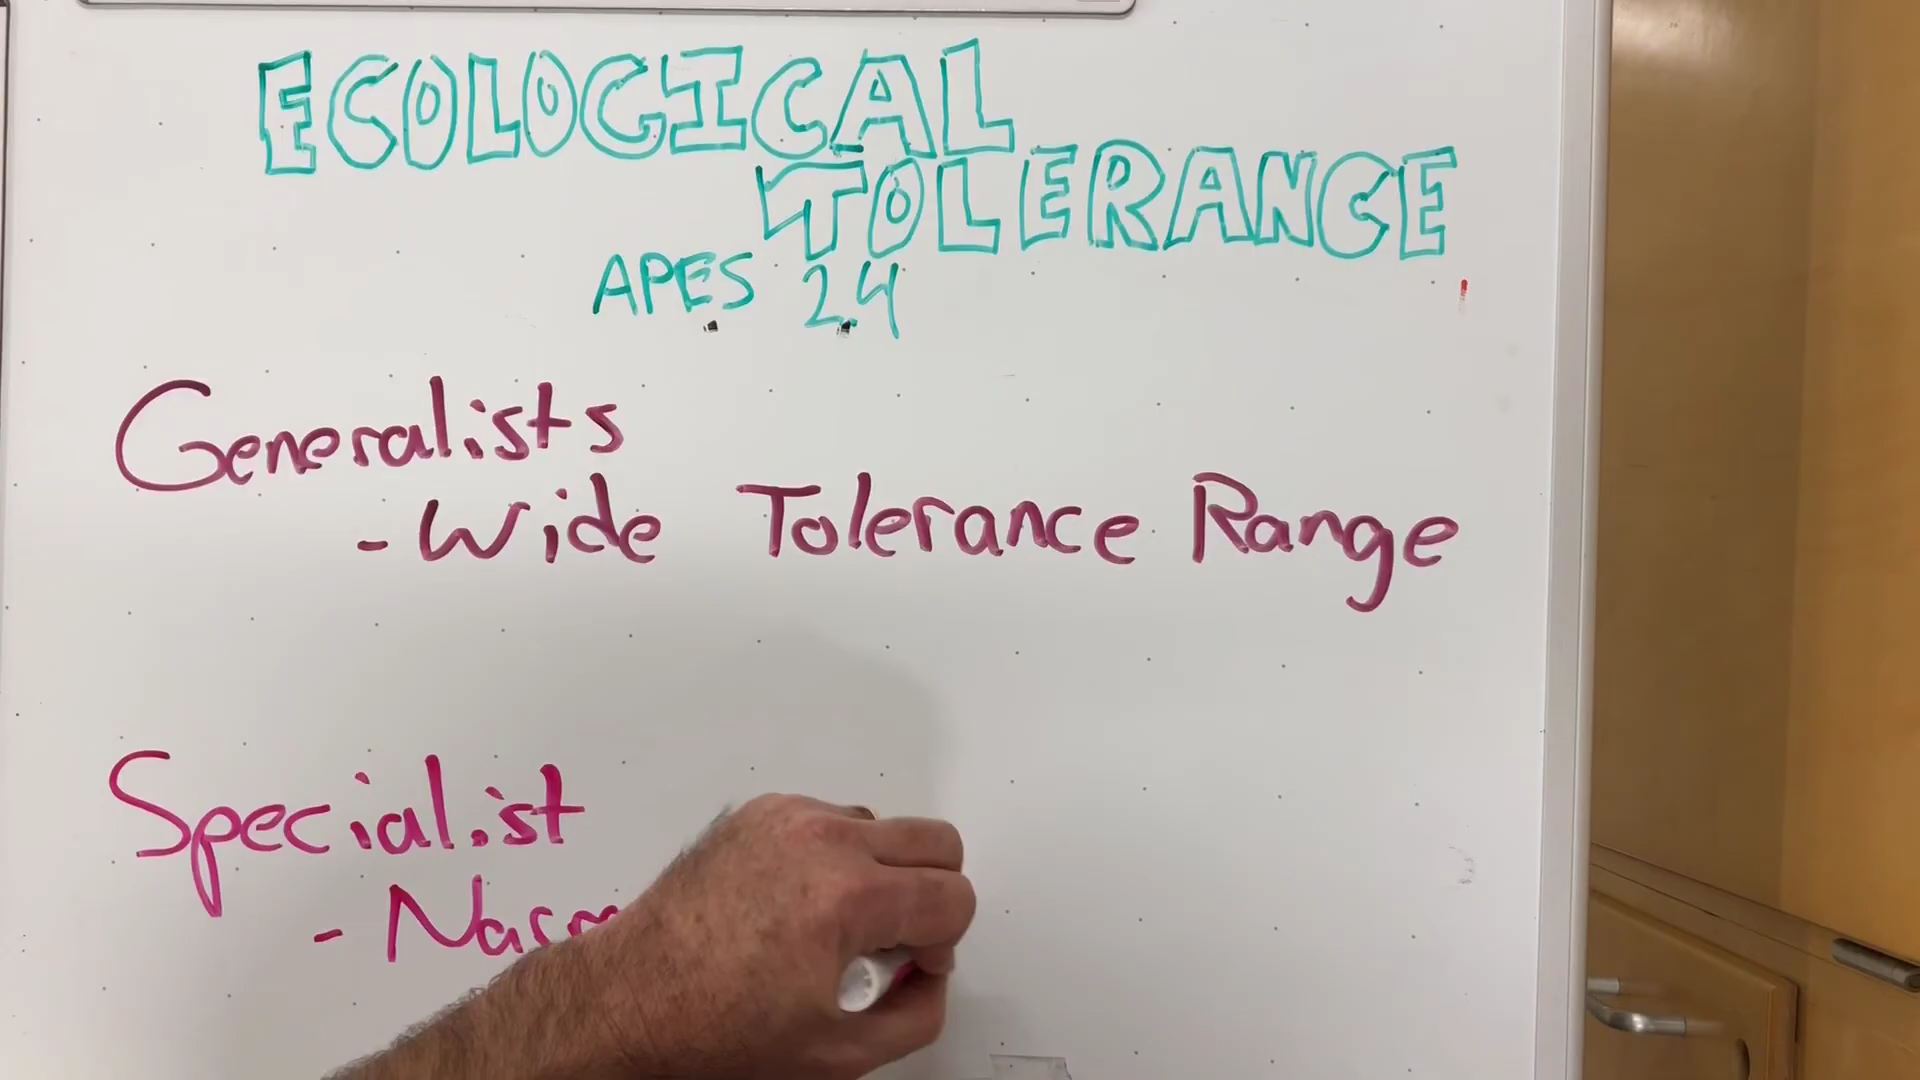 ECOLOGICAL
TOLERANCE
APES 2.4
Generalists
- Wide Tolerance Range
Specialist
-